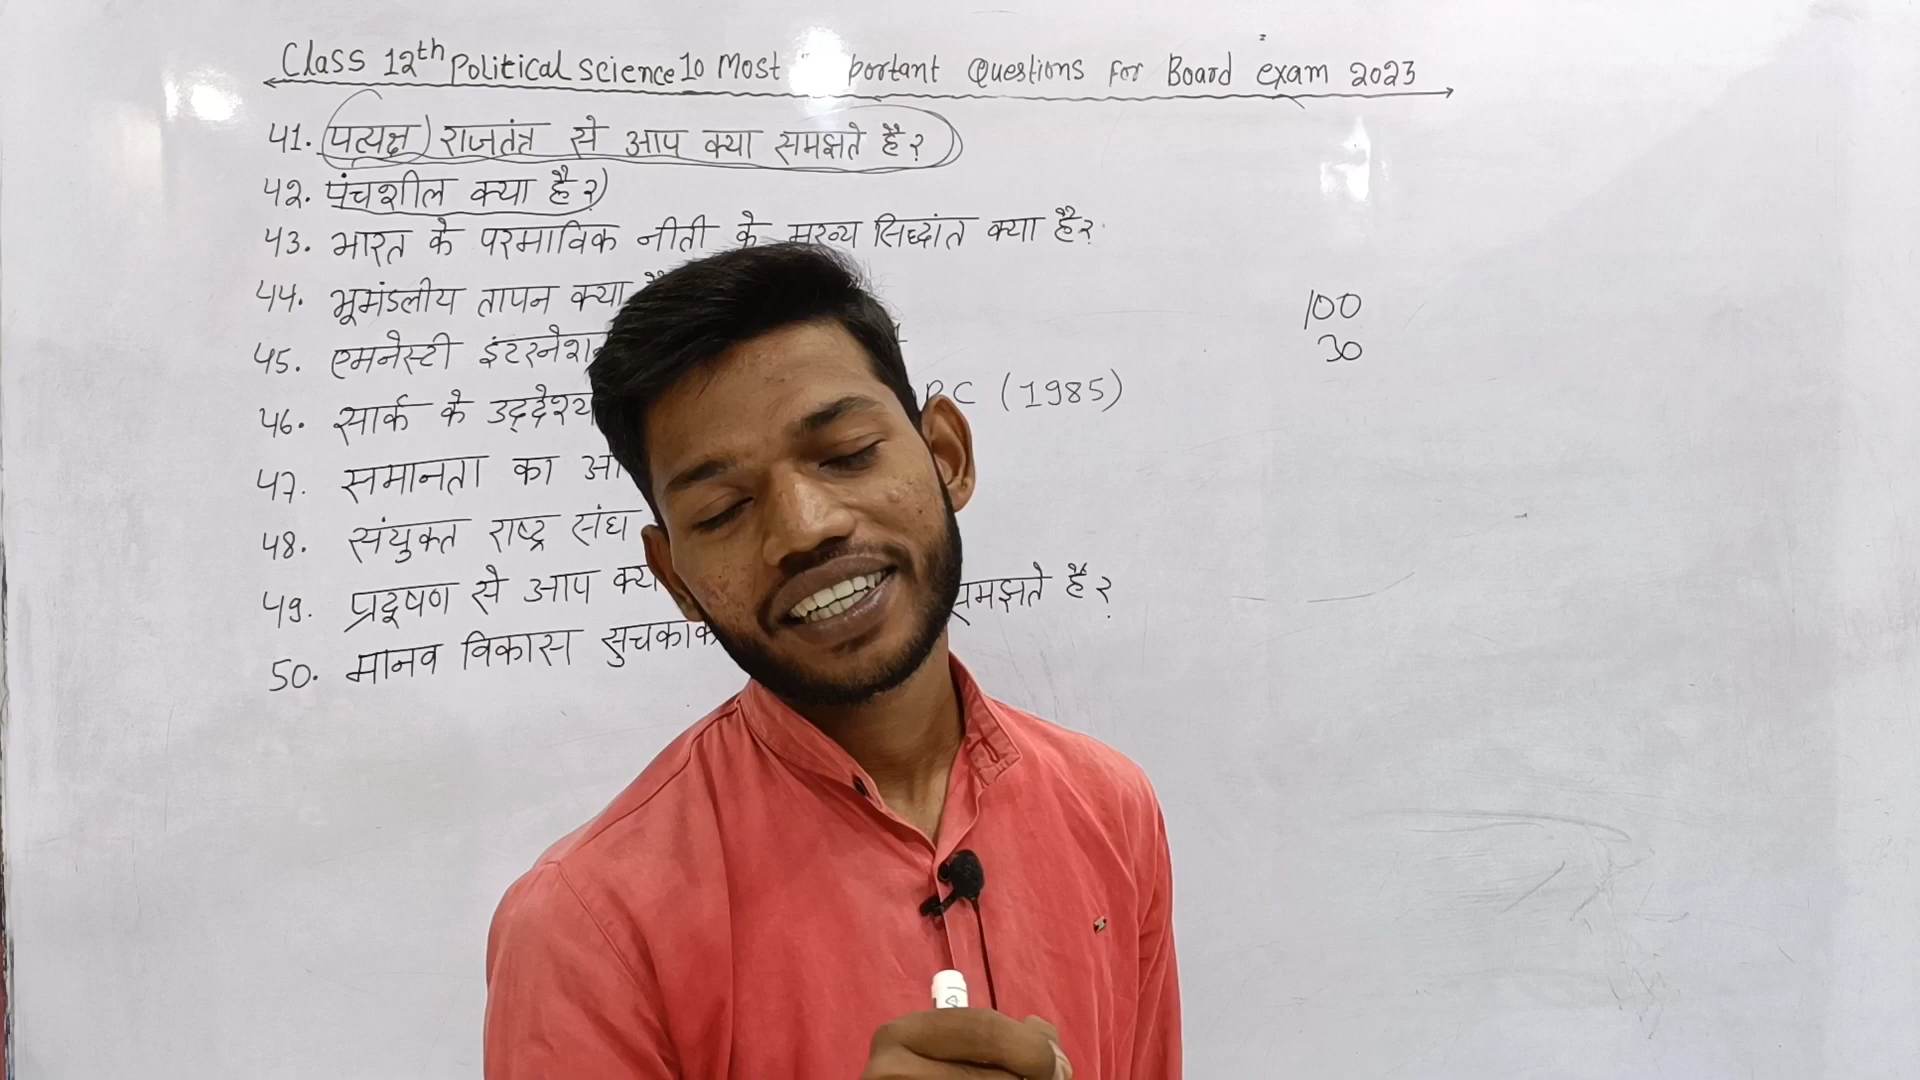 Class 12th Political Science 10 Most portant Questions For Board exam 2023
41. पत्यक्ष राजतंत्र से आप क्या समझते है?
42. पंचशील क्या है?
43. भारत के परमाविक नीती के मुख्य सिद्धांत क्या है?
44. भूमंडलीय तापन क्या
45. एमनेस्टी
46. सार्क के उद्देश्य (1985)
47. समानता का
48. संयुक्त राष्ट्र संघ
49. प्रदूषण से आप
50. मानव विकास सुचकांक समझते है?
100
30